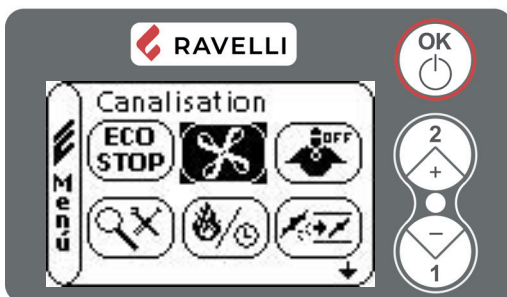 RAVELLI
OK
Canalisation
ECO
STOP
OFF
Menú
2
+
−
1